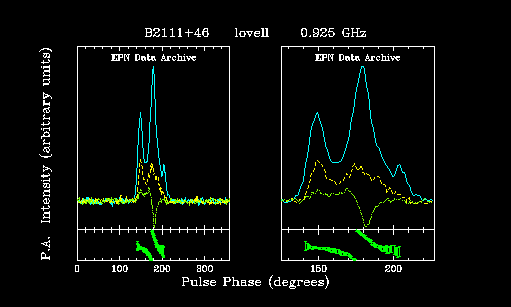 B2111+46 lovell 0.925 GHz
EPN Data Archive EPN Data Archive
P.A. Intensity (arbitrary units)
0 100 200 300 160 200
Pulse Phase (degrees)